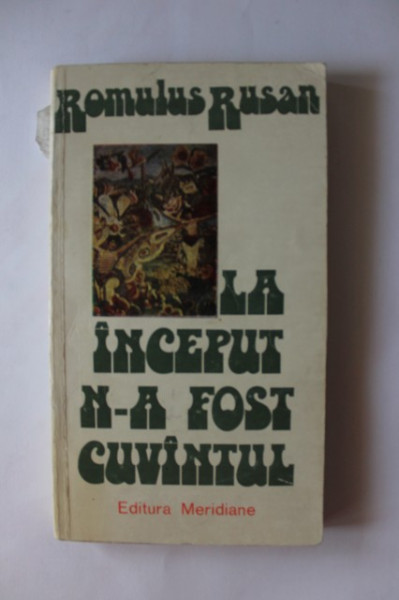 Romulus Rusan
LA
ÎNCEPUT
N-A FOST
CUVÎNTUL
Editura Meridiane